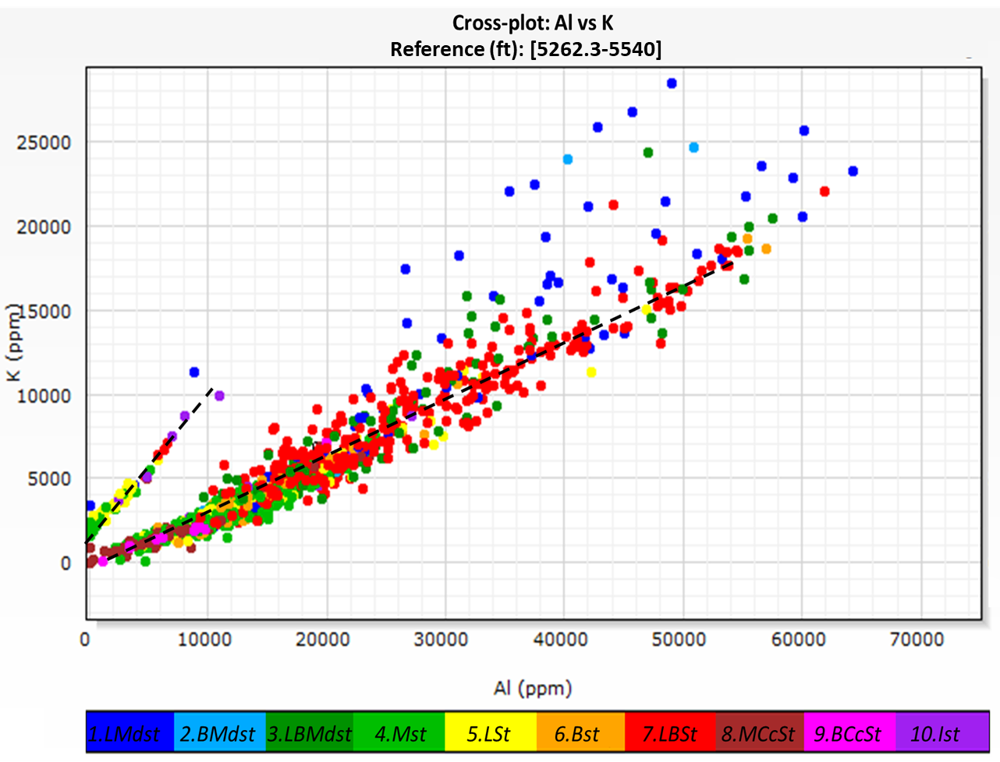 Cross-plot: Al vs K
Reference (ft): [5262.3-5540]
25000
20000
15000
10000
5000
0
K (ppm)
0 10000 20000 30000 40000 50000 60000 70000
Al (ppm)
1.LMdst 2.BMdst 3.LBMdst 4.Mst 5.LSt 6.Bst 7.LBSt 8.MCcSt 9.BCcSt 10.Ist